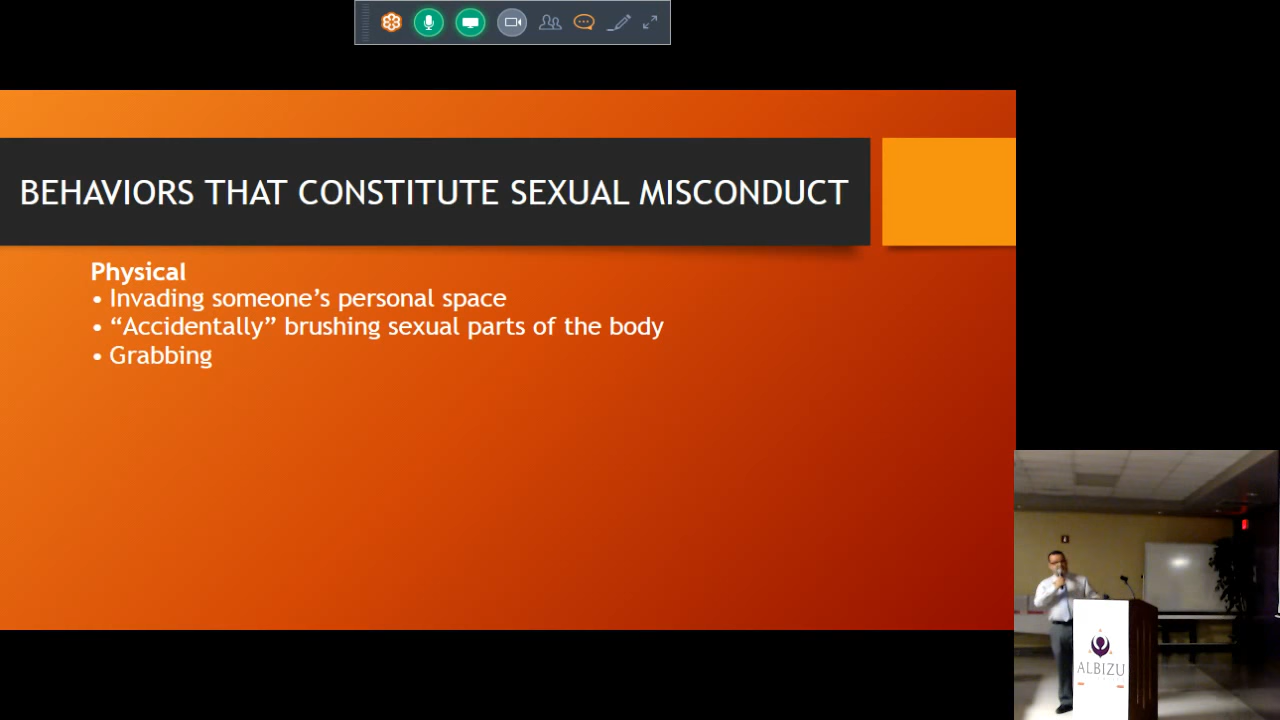 BEHAVIORS THAT CONSTITUTE SEXUAL MISCONDUCT
Physical
• Invading someone’s personal space
• “Accidentally” brushing sexual parts of the body
• Grabbing
ALBIZU